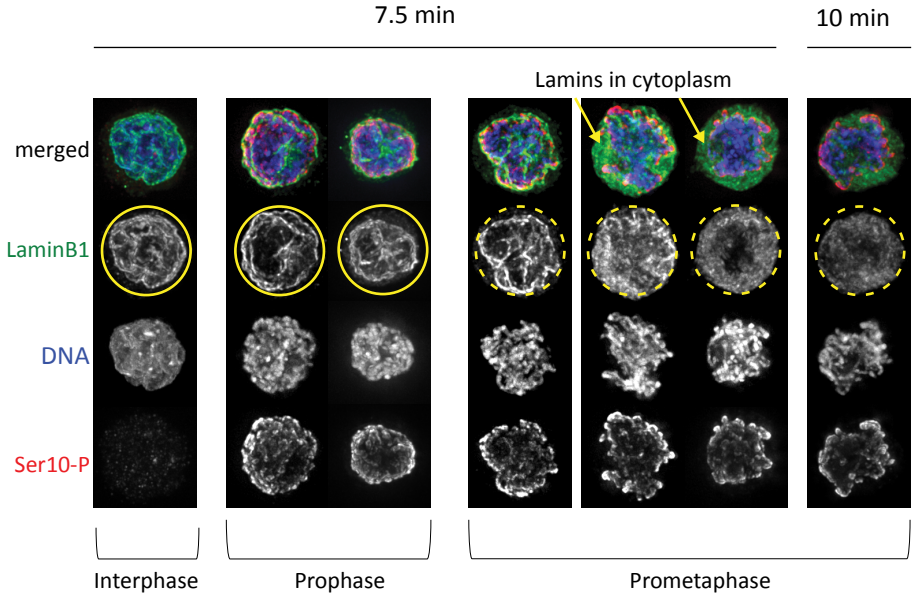 7.5 min
10 min
Lamins in cytoplasm
merged
LaminB1
DNA
Ser10-P
Interphase
Prophase
Prometaphase